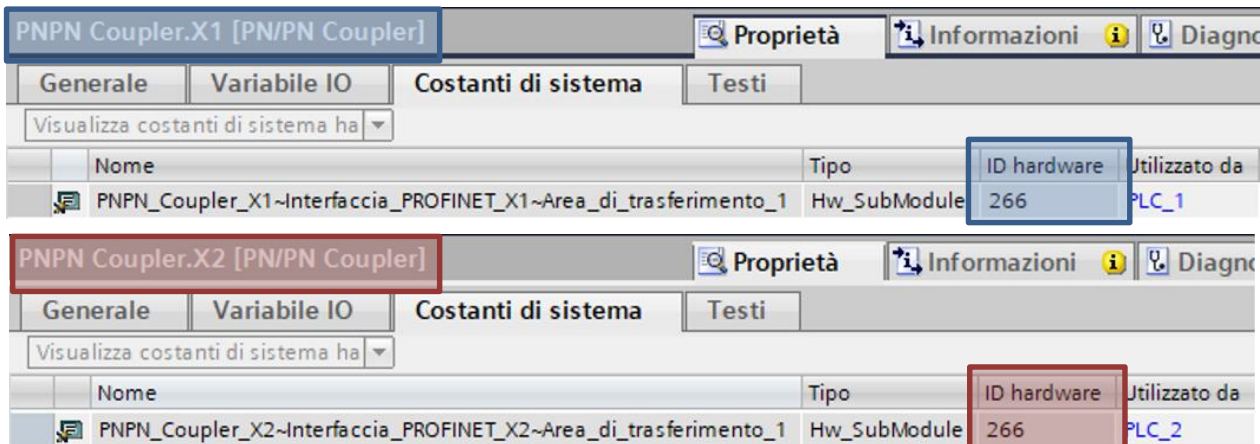 PNPN Coupler.X1 [PN/PN Coupler] Proprietà Informazioni Diagno
Generale Variabile IO Costanti di sistema Testi
Visualizza costanti di sistema ha
Nome Tipo ID hardware Utilizzato da
PNPN_Coupler_X1~Interfaccia_PROFINET_X1~Area_di_trasferimento_1 Hw_SubModule 266 PLC_1
PNPN Coupler.X2 [PN/PN Coupler] Proprietà Informazioni Diagno
Generale Variabile IO Costanti di sistema Testi
Visualizza costanti di sistema ha
Nome Tipo ID hardware Utilizzato da
PNPN_Coupler_X2~Interfaccia_PROFINET_X2~Area_di_trasferimento_1 Hw_SubModule 266 PLC_2